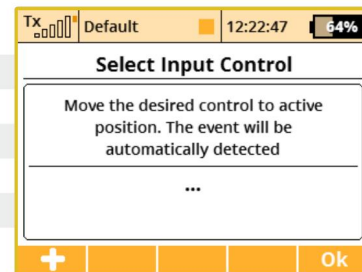 Tx Default 12:22:47 64%
Select Input Control
Move the desired control to active
position. The event will be
automatically detected
...
+ Ok